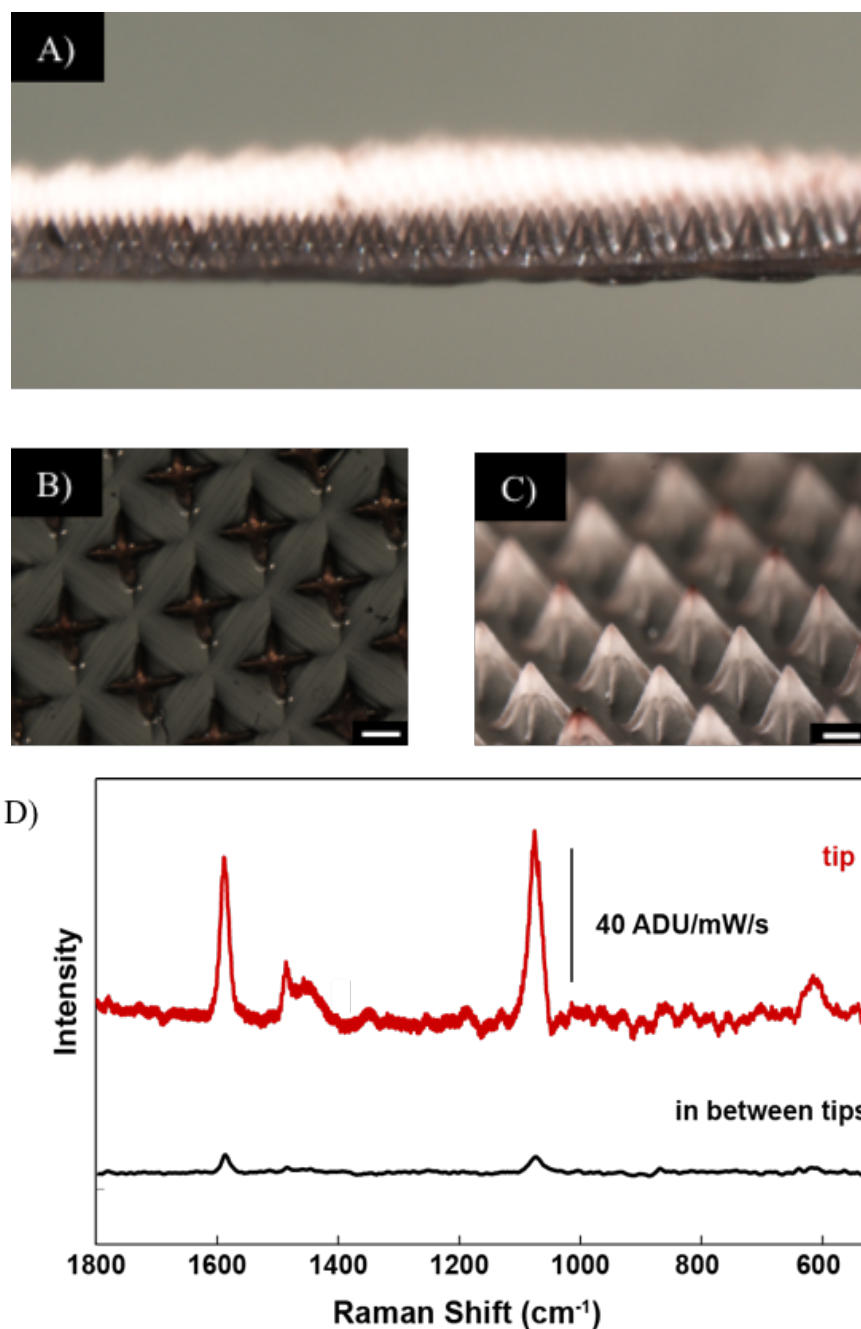 A)
B)
C)
D)
tip
40 ADU/mW/s
Intensity
in between tips
1800 1600 1400 1200 1000 800 600
Raman Shift (cm⁻¹)